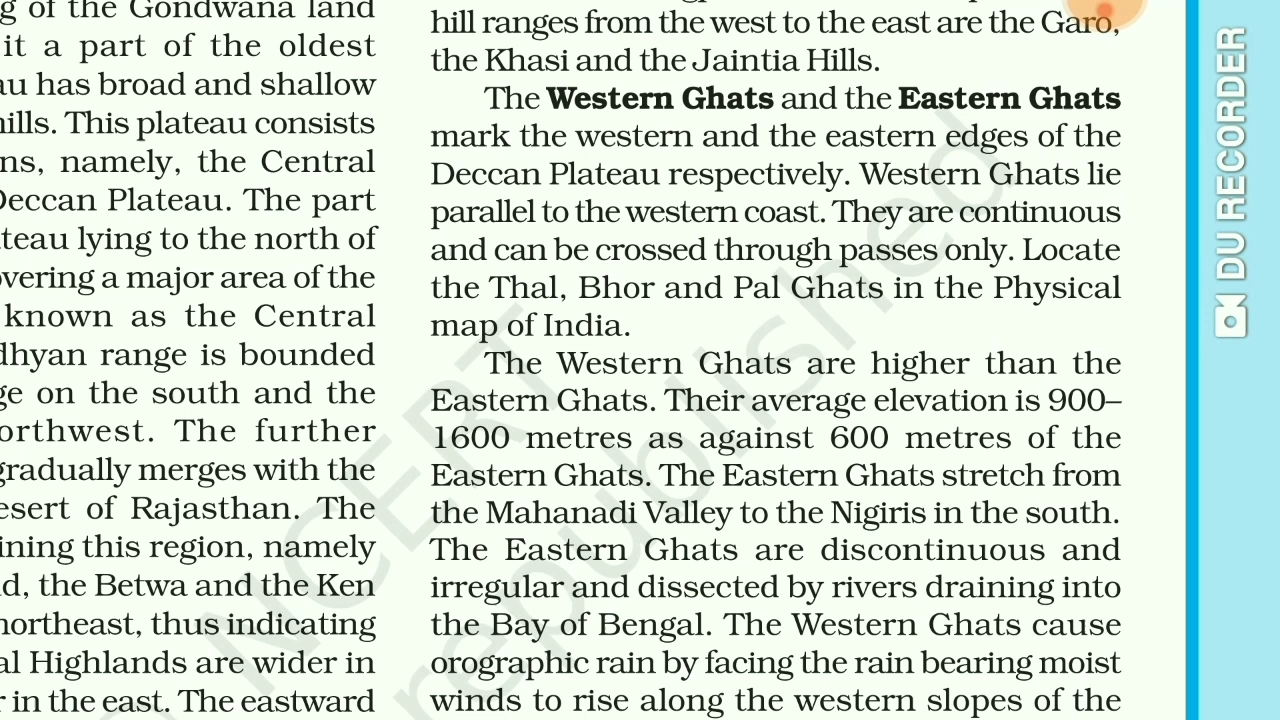 g of the Gondwana land
it a part of the oldest
au has broad and shallow
hills. This plateau consists
ns, namely, the Central
Deccan Plateau. The part
teau lying to the north of
overing a major area of the
known as the Central
dhyan range is bounded
ge on the south and the
orthwest. The further
gradually merges with the
esert of Rajasthan. The
ining this region, namely
d, the Betwa and the Ken
northeast, thus indicating
al Highlands are wider in
r in the east. The eastward
hill ranges from the west to the east are the Garo,
the Khasi and the Jaintia Hills.
The Western Ghats and the Eastern Ghats
mark the western and the eastern edges of the
Deccan Plateau respectively. Western Ghats lie
parallel to the western coast. They are continuous
and can be crossed through passes only. Locate
the Thal, Bhor and Pal Ghats in the Physical
map of India.
The Western Ghats are higher than the
Eastern Ghats. Their average elevation is 900–
1600 metres as against 600 metres of the
Eastern Ghats. The Eastern Ghats stretch from
the Mahanadi Valley to the Nigiris in the south.
The Eastern Ghats are discontinuous and
irregular and dissected by rivers draining into
the Bay of Bengal. The Western Ghats cause
orographic rain by facing the rain bearing moist
winds to rise along the western slopes of the
NCERT
republished
DU RECORDER